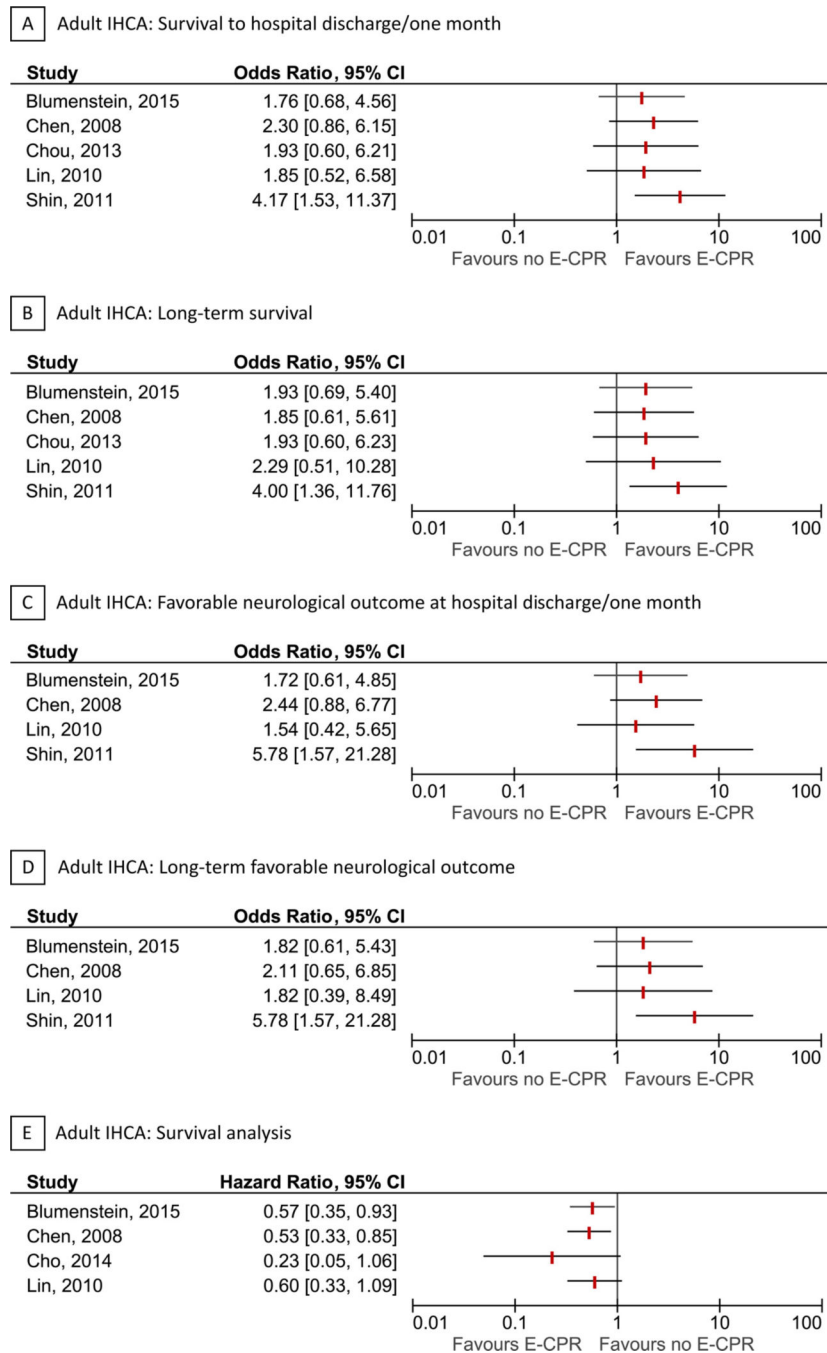 A Adult IHCA: Survival to hospital discharge/one month
Study Odds Ratio, 95% CI
Blumenstein, 2015 1.76 [0.68, 4.56]
Chen, 2008 2.30 [0.86, 6.15]
Chou, 2013 1.93 [0.60, 6.21]
Lin, 2010 1.85 [0.52, 6.58]
Shin, 2011 4.17 [1.53, 11.37]
0.01 0.1 1 10 100
Favours no E-CPR Favours E-CPR
B Adult IHCA: Long-term survival
Study Odds Ratio, 95% CI
Blumenstein, 2015 1.93 [0.69, 5.40]
Chen, 2008 1.85 [0.61, 5.61]
Chou, 2013 1.93 [0.60, 6.23]
Lin, 2010 2.29 [0.51, 10.28]
Shin, 2011 4.00 [1.36, 11.76]
0.01 0.1 1 10 100
Favours no E-CPR Favours E-CPR
C Adult IHCA: Favorable neurological outcome at hospital discharge/one month
Study Odds Ratio, 95% CI
Blumenstein, 2015 1.72 [0.61, 4.85]
Chen, 2008 2.44 [0.88, 6.77]
Lin, 2010 1.54 [0.42, 5.65]
Shin, 2011 5.78 [1.57, 21.28]
0.01 0.1 1 10 100
Favours no E-CPR Favours E-CPR
D Adult IHCA: Long-term favorable neurological outcome
Study Odds Ratio, 95% CI
Blumenstein, 2015 1.82 [0.61, 5.43]
Chen, 2008 2.11 [0.65, 6.85]
Lin, 2010 1.82 [0.39, 8.49]
Shin, 2011 5.78 [1.57, 21.28]
0.01 0.1 1 10 100
Favours no E-CPR Favours E-CPR
E Adult IHCA: Survival analysis
Study Hazard Ratio, 95% CI
Blumenstein, 2015 0.57 [0.35, 0.93]
Chen, 2008 0.53 [0.33, 0.85]
Cho, 2014 0.23 [0.05, 1.06]
Lin, 2010 0.60 [0.33, 1.09]
0.01 0.1 1 10 100
Favours E-CPR Favours no E-CPR